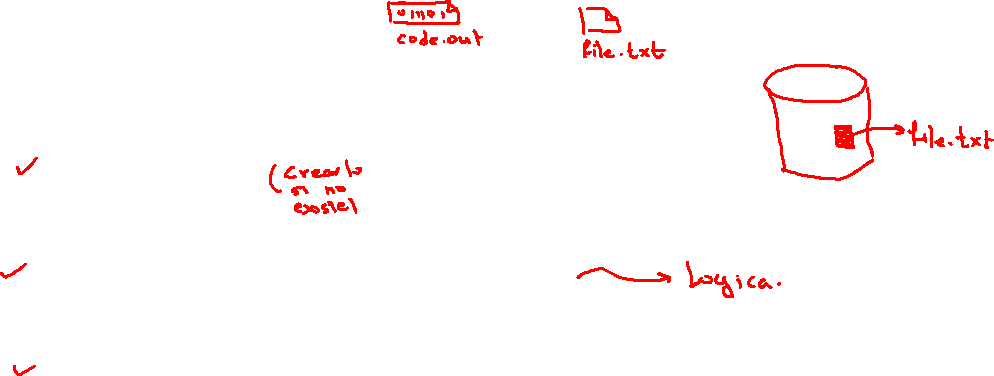 code.out
file.txt
file.txt
(Crearlo
si no
existe)
Logica.